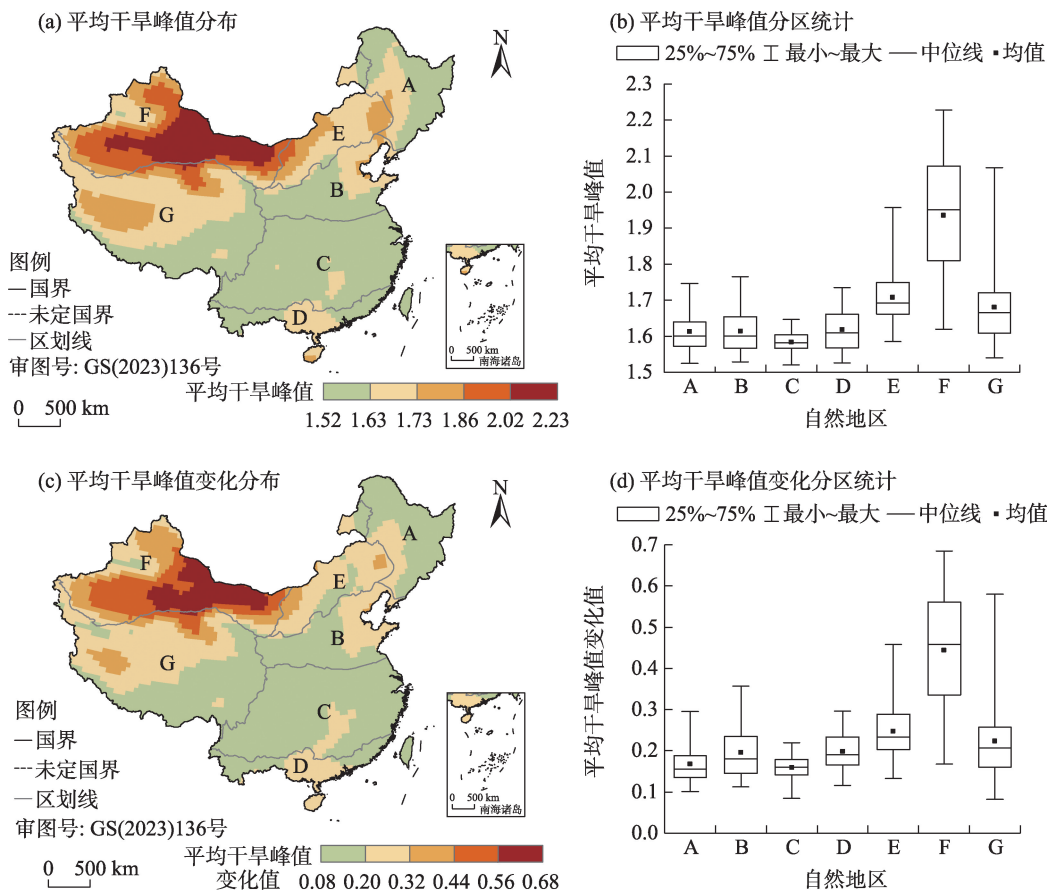 (a) 平均干旱峰值分布
N
A
F
E
B
G
C
D
图例
国界
未定国界
区划线
审图号: GS(2023)136号
0 500 km
0 500 km
南海诸岛
平均干旱峰值
1.52 1.63 1.73 1.86 2.02 2.23
(b) 平均干旱峰值分区统计
25%~75% 最小~最大 中位线 均值
平均干旱峰值
2.3
2.2
2.1
2.0
1.9
1.8
1.7
1.6
1.5
A B C D E F G
自然地区
(c) 平均干旱峰值变化分布
N
A
F
E
B
G
C
D
图例
国界
未定国界
区划线
审图号: GS(2023)136号
0 500 km
0 500 km
南海诸岛
平均干旱峰值
变化值
0.08 0.20 0.32 0.44 0.56 0.68
(d) 平均干旱峰值变化分区统计
25%~75% 最小~最大 中位线 均值
平均干旱峰值变化值
0.7
0.6
0.5
0.4
0.3
0.2
0.1
0.0
A B C D E F G
自然地区